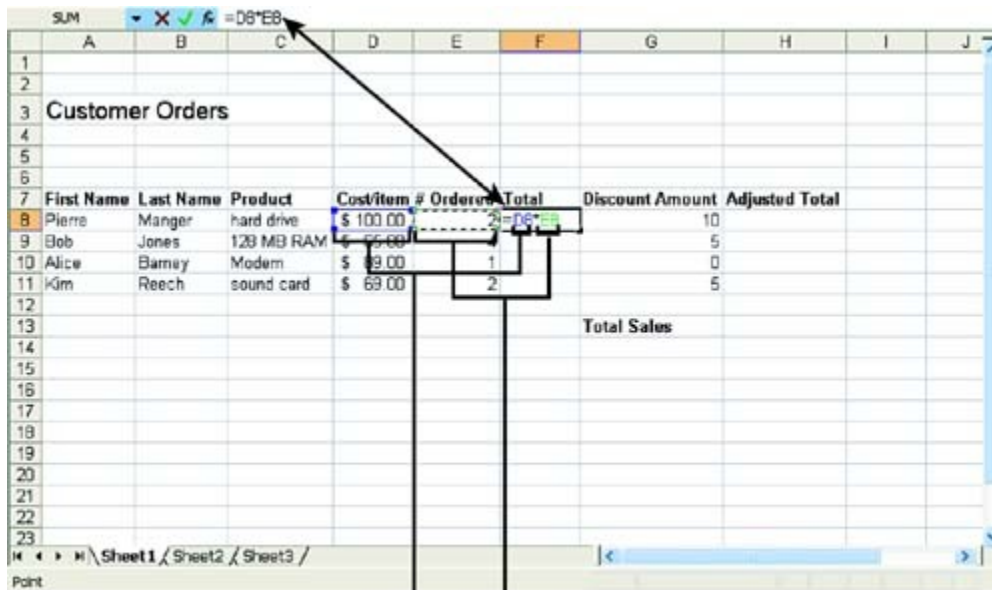 SUM =D8*E8
A B C D E F G H I J
1
2
3 Customer Orders
4
5
6
7 First Name Last Name Product Cost/item # Ordered Total Discount Amount Adjusted Total
8 Pierre Manger hard drive $ 100.00 2 =D8*E8 10
9 Bob Jones 128 MB RAM $ 5
10 Alice Barney Modem $ 89.00 1 0
11 Kim Reech sound card $ 69.00 2 5
12
13 Total Sales
14
15
16
17
18
19
20
21
22
23
Sheet1 Sheet2 Sheet3
Point